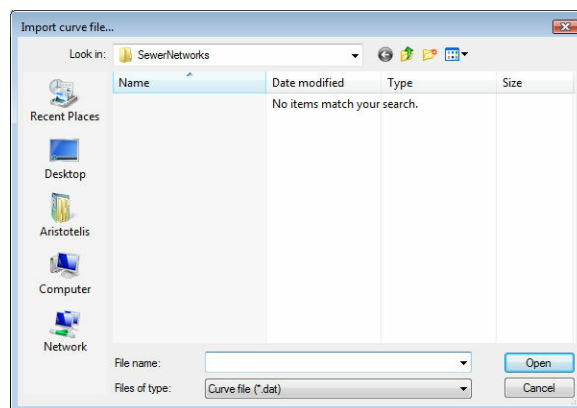 Import curve file...
Look in: SewerNetworks
Name Date modified Type Size
No items match your search.
Recent Places
Desktop
Aristotelis
Computer
Network
File name:
Open
Files of type: Curve file (*.dat)
Cancel